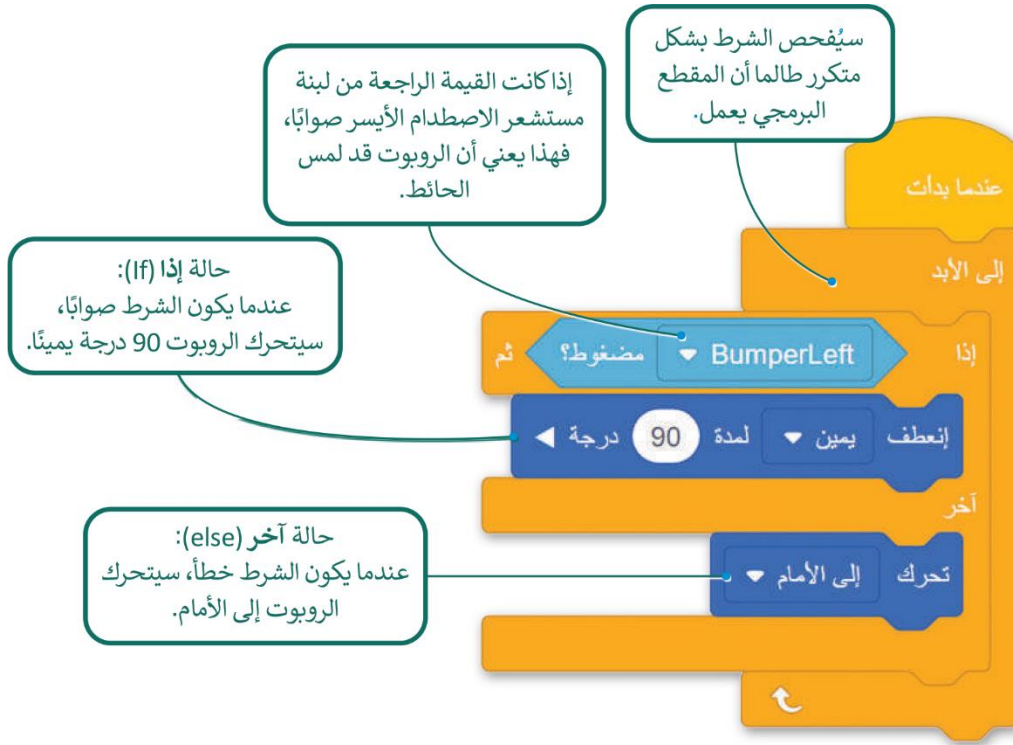 سيُفحص الشرط بشكل
متكرر طالما أن المقطع
البرمجي يعمل.
إذا كانت القيمة الراجعة من لبنة
مستشعر الاصطدام الأيسر صوابًا،
فهذا يعني أن الروبوت قد لمس
الحائط.
حالة إذا (If):
عندما يكون الشرط صوابًا،
سيتحرك الروبوت 90 درجة يمينًا.
حالة آخر (else):
عندما يكون الشرط خطأ، سيتحرك
الروبوت إلى الأمام.
عندما بدأت
إلى الأبد
إذا BumperLeft مضغوط؟ ثم
إنعطف يمين لمدة 90 درجة
آخر
تحرك إلى الأمام